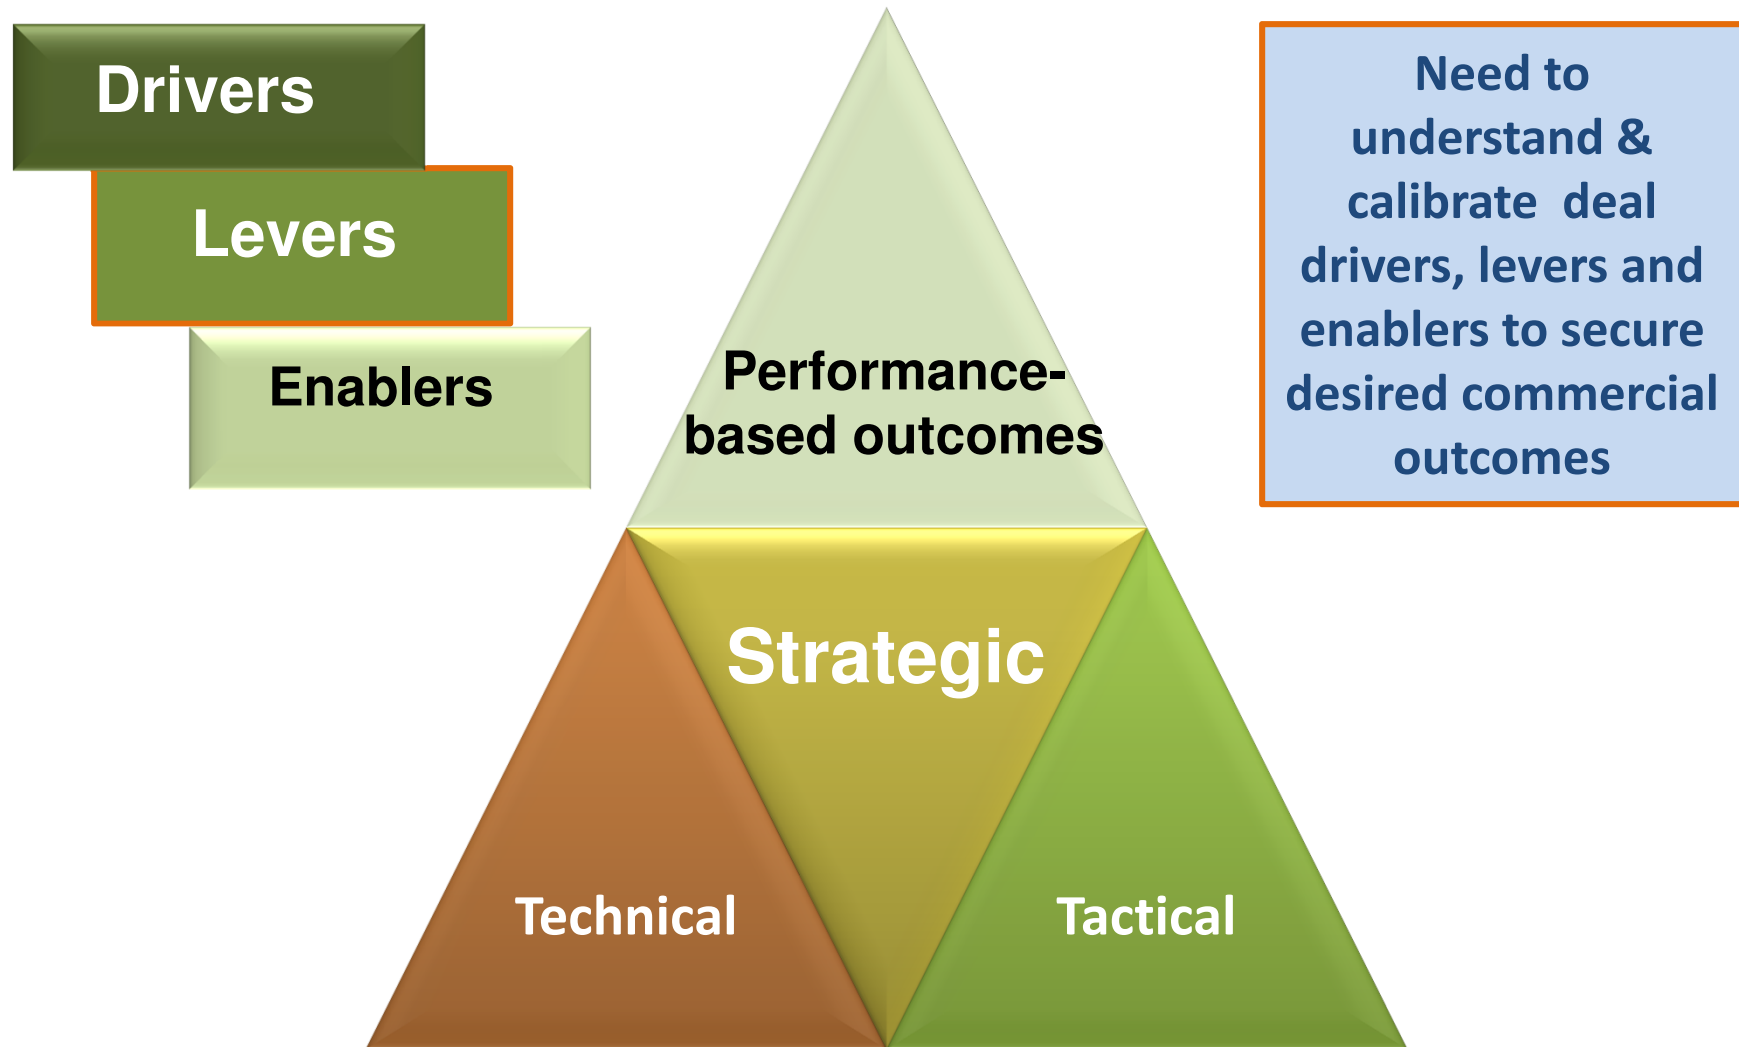 Drivers
Levers
Enablers
Performance-
based outcomes
Strategic
Technical
Tactical
Need to
understand &
calibrate  deal
drivers, levers and
enablers to secure
desired commercial
outcomes